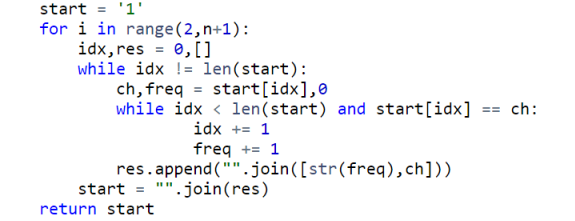 start = '1'
for i in range(2,n+1):
    idx,res = 0,[]
    while idx != len(start):
        ch,freq = start[idx],0
        while idx < len(start) and start[idx] == ch:
                idx += 1
                freq += 1
        res.append("".join([str(freq),ch]))
    start = "".join(res)
return start